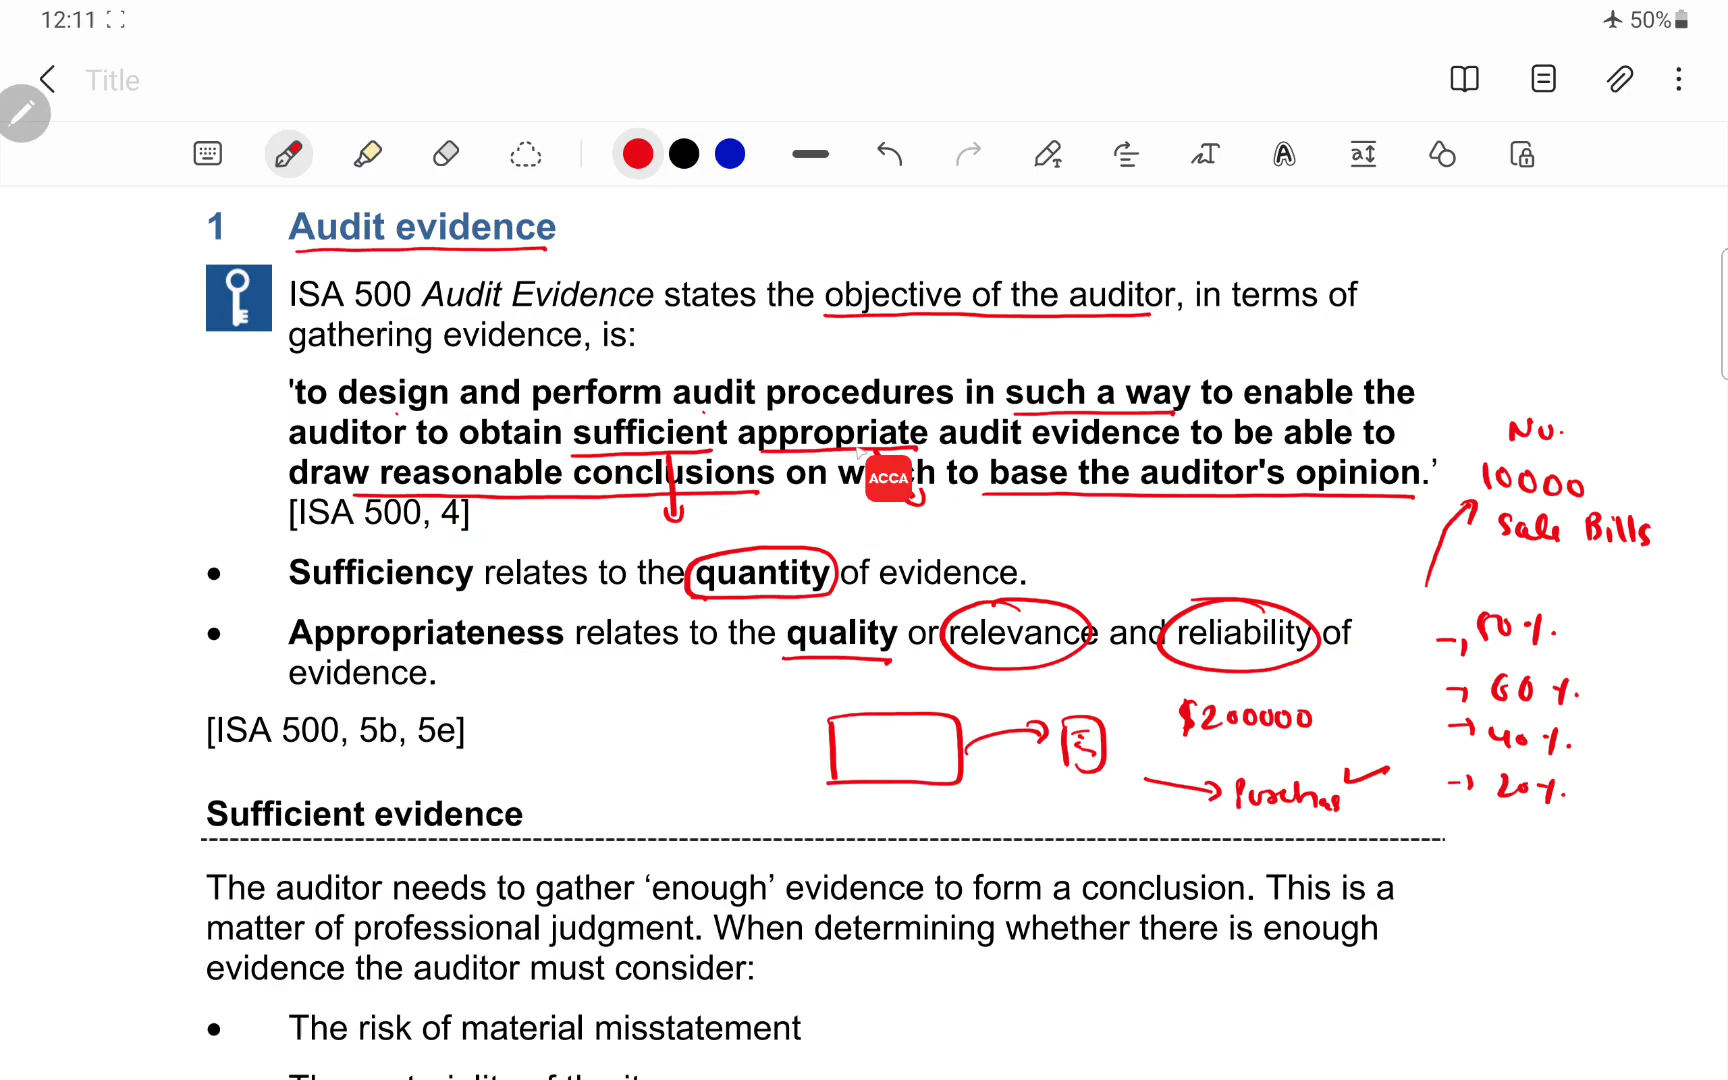 12:11
50%
Title
1 Audit evidence
ISA 500 Audit Evidence states the objective of the auditor, in terms of
gathering evidence, is:
'to design and perform audit procedures in such a way to enable the
auditor to obtain sufficient appropriate audit evidence to be able to
draw reasonable conclusions on w ch to base the auditor's opinion.’
ACCA
[ISA 500, 4]
No.
10000
Sale Bills
• Sufficiency relates to the quantity of evidence.
• Appropriateness relates to the quality or relevance and reliability of
evidence.
80%.
60%.
40%.
20%.
[ISA 500, 5b, 5e]
$200000
Purchas
Sufficient evidence
The auditor needs to gather ‘enough’ evidence to form a conclusion. This is a
matter of professional judgment. When determining whether there is enough
evidence the auditor must consider:
• The risk of material misstatement